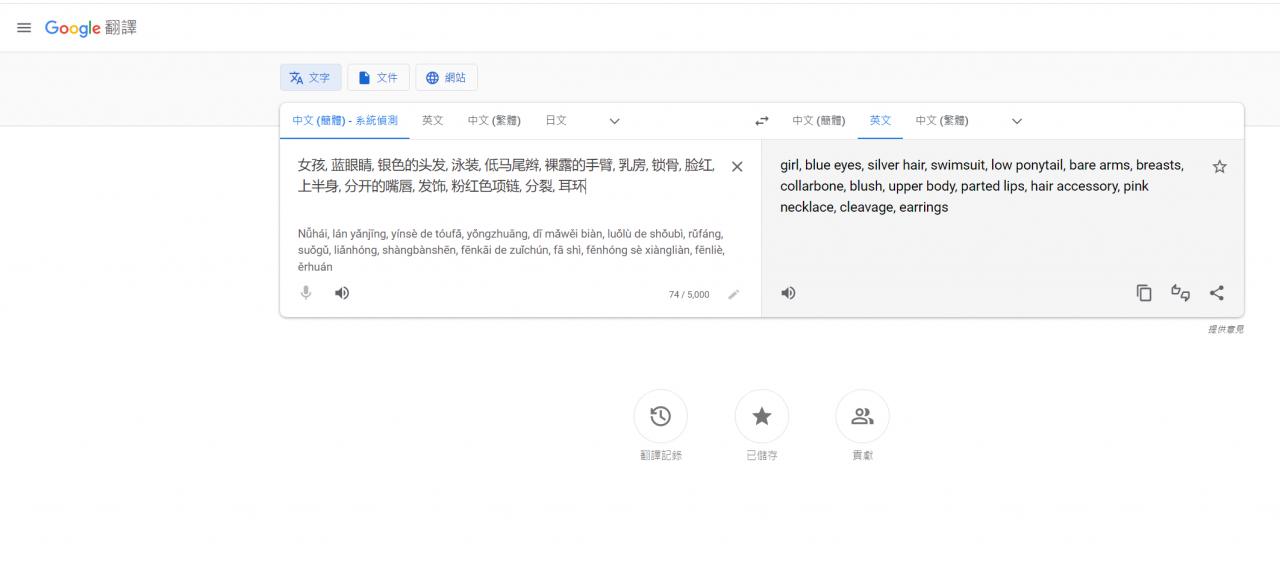 Google 翻譯
文字 文件 網站
中文 (簡體) - 系統偵測 英文 中文 (繁體) 日文 中文 (簡體) 英文 中文 (繁體)
女孩, 蓝眼睛, 银色的头发, 泳装, 低马尾辫, 裸露的手臂, 乳房, 锁骨, 脸红,
上半身, 分开的嘴唇, 发饰, 粉红色项链, 分裂, 耳环
Nǚhái, lán yǎnjīng, yínsè de tóufǎ, yǒngzhuāng, dī mǎwěi biàn, luǒlù de shǒubì, rǔfáng,
suǒgǔ, liǎnhóng, shàngbànshēn, fēnkāi de zuǐchún, fā shì, fěnhóng sè xiàngliàn, fēnliè,
ěrhuán
74 / 5,000
girl, blue eyes, silver hair, swimsuit, low ponytail, bare arms, breasts,
collarbone, blush, upper body, parted lips, hair accessory, pink
necklace, cleavage, earrings
提供意見
翻譯記錄 已儲存 貢獻